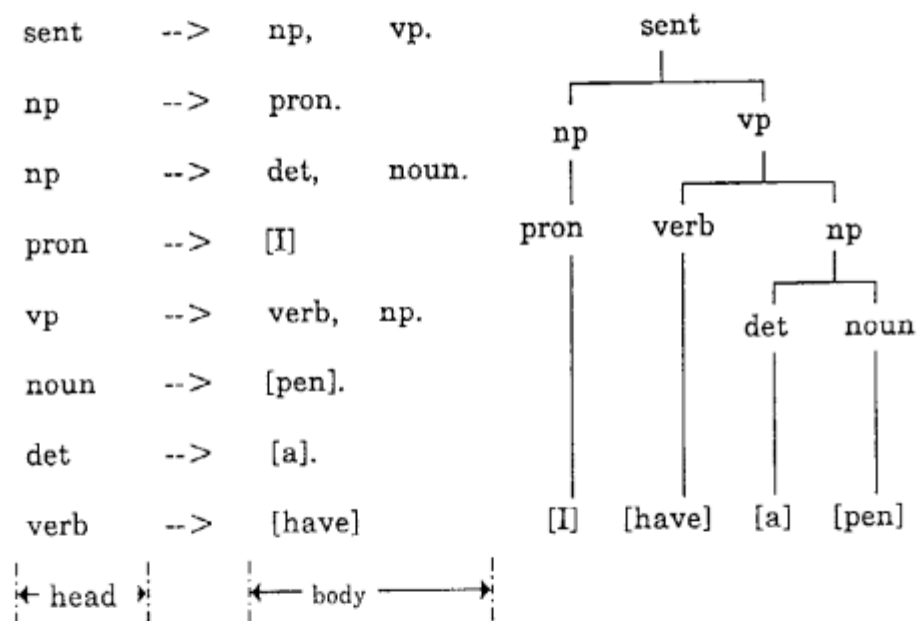 sent --> np, vp.
np --> pron.
np --> det, noun.
pron --> [I]
vp --> verb, np.
noun --> [pen].
det --> [a].
verb --> [have]
head body
sent
np vp
pron verb np
det noun
[I] [have] [a] [pen]